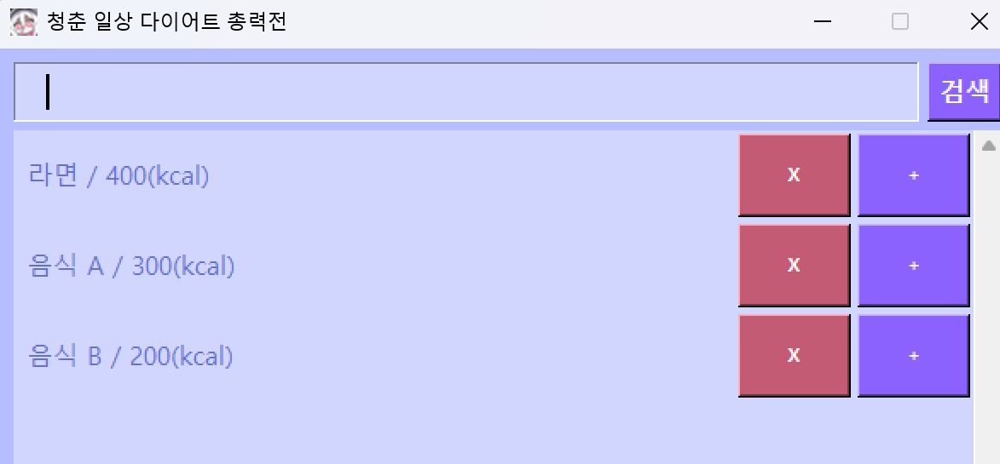 청춘 일상 다이어트 총력전
검색
라면 / 400(kcal) X +
음식 A / 300(kcal) X +
음식 B / 200(kcal) X +